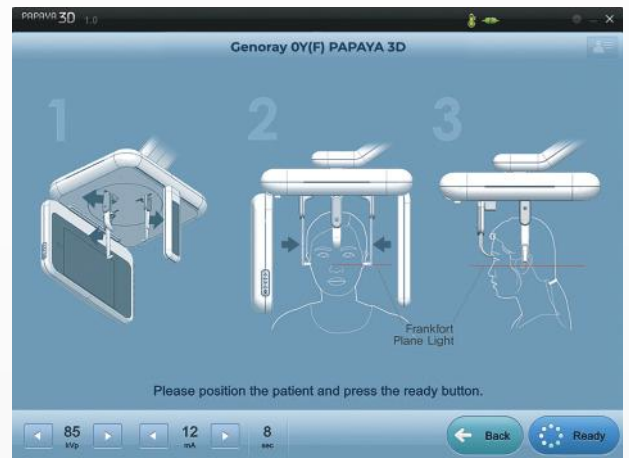 PAPAYA 3D 1.0
Genoray 0Y(F) PAPAYA 3D
1
2
3
Frankfort
Plane Light
Please position the patient and press the ready button.
85
kVp
12
mA
8
sec
Back
Ready